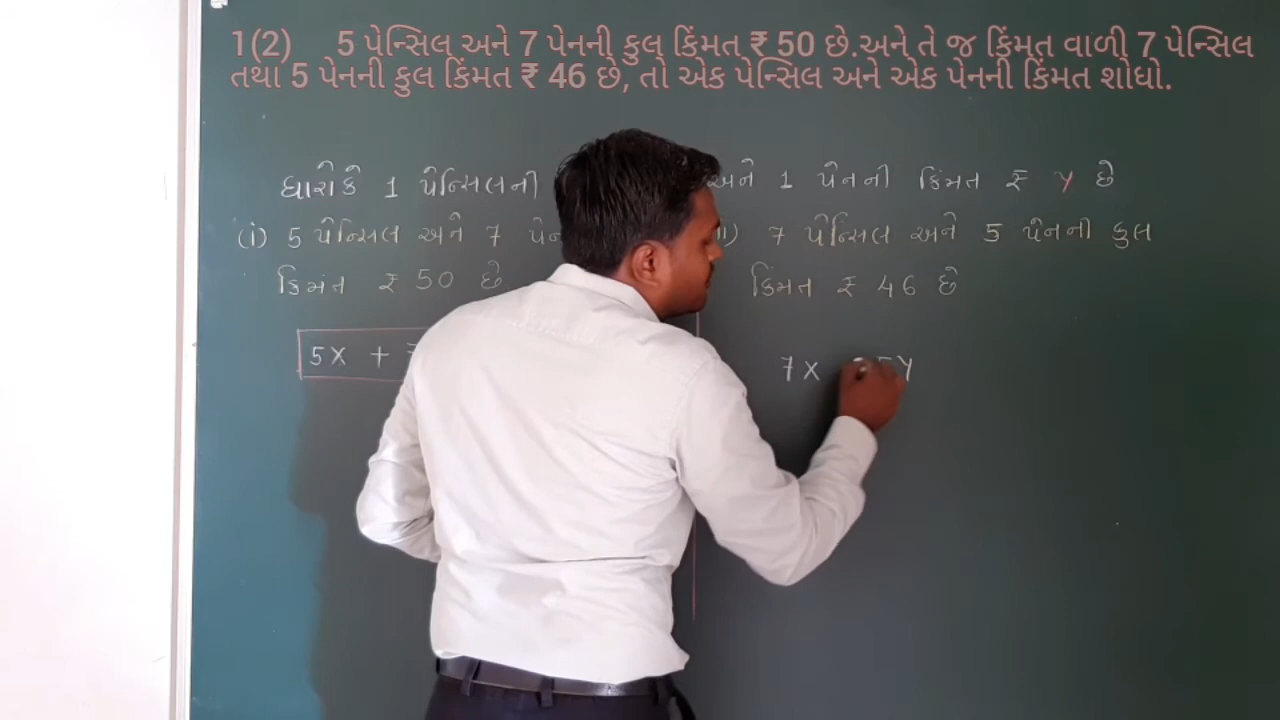 1(2) 5 પેન્સિલ અને 7 પેનની કુલ કિંમત ₹ 50 છે.અને તે જ કિંમત વાળી 7 પેન્સિલ
તથા 5 પેનની કુલ કિંમત ₹ 46 છે, તો એક પેન્સિલ અને એક પેનની કિંમત શોધો.
ધારોકે 1 પેન્સિલની અને 1 પેનની કિંમત ₹ y છે
(i) 5 પેન્સિલ અને 7
કિમંત ₹ 50 છે
7 પેન્સિલ અને 5 પેનની કુલ
કિંમત ₹ 46 છે
5x +
7x 5y